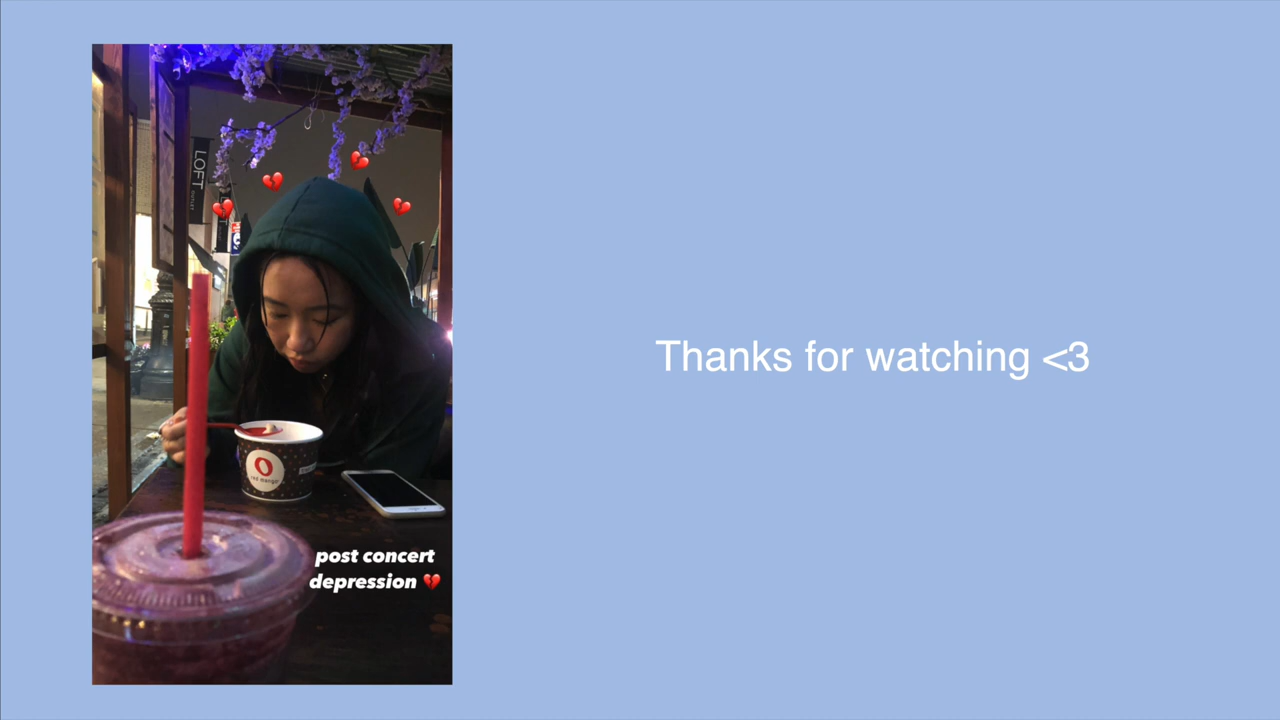 LOFT
red mango
post concert
depression 💔
Thanks for watching <3